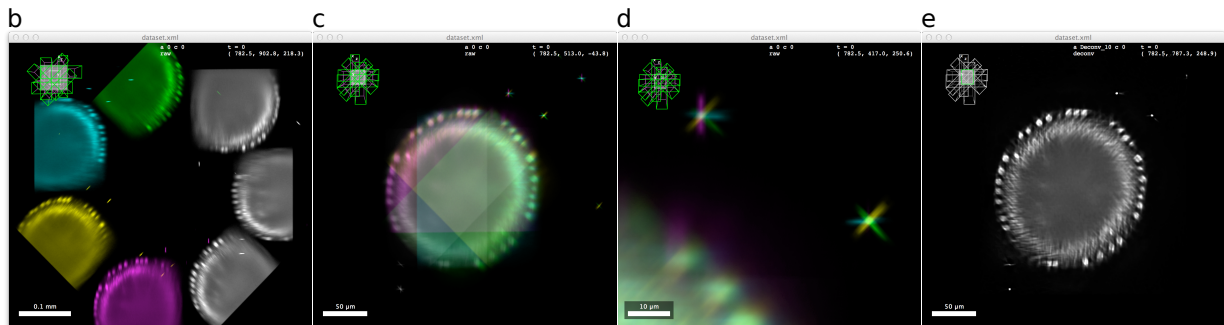 b
dataset.xml
a 0 c 0 t = 0
raw ( 782.5, 902.8, 218.3)
0.1 mm
c
dataset.xml
a 0 c 0 t = 0
raw ( 782.5, 513.0, -43.8)
50 µm
d
dataset.xml
a 0 c 0 t = 0
raw ( 782.5, 417.0, 250.6)
10 µm
e
dataset.xml
a Deconv_10 c 0 t = 0
deconv ( 782.5, 787.3, 248.9)
50 µm